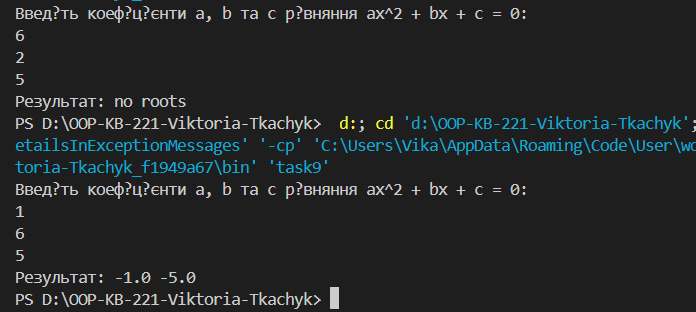 Введ?ть коеф?ц?єнти a, b та c р?вняння ax^2 + bx + c = 0:
6
2
5
Результат: no roots
PS D:\OOP-KB-221-Viktoria-Tkachyk>  d:; cd 'd:\OOP-KB-221-Viktoria-Tkachyk';
etailsInExceptionMessages' '-cp' 'C:\Users\Vika\AppData\Roaming\Code\User\wo
toria-Tkachyk_f1949a67\bin' 'task9'
Введ?ть коеф?ц?єнти a, b та c р?вняння ax^2 + bx + c = 0:
1
6
5
Результат: -1.0 -5.0
PS D:\OOP-KB-221-Viktoria-Tkachyk>